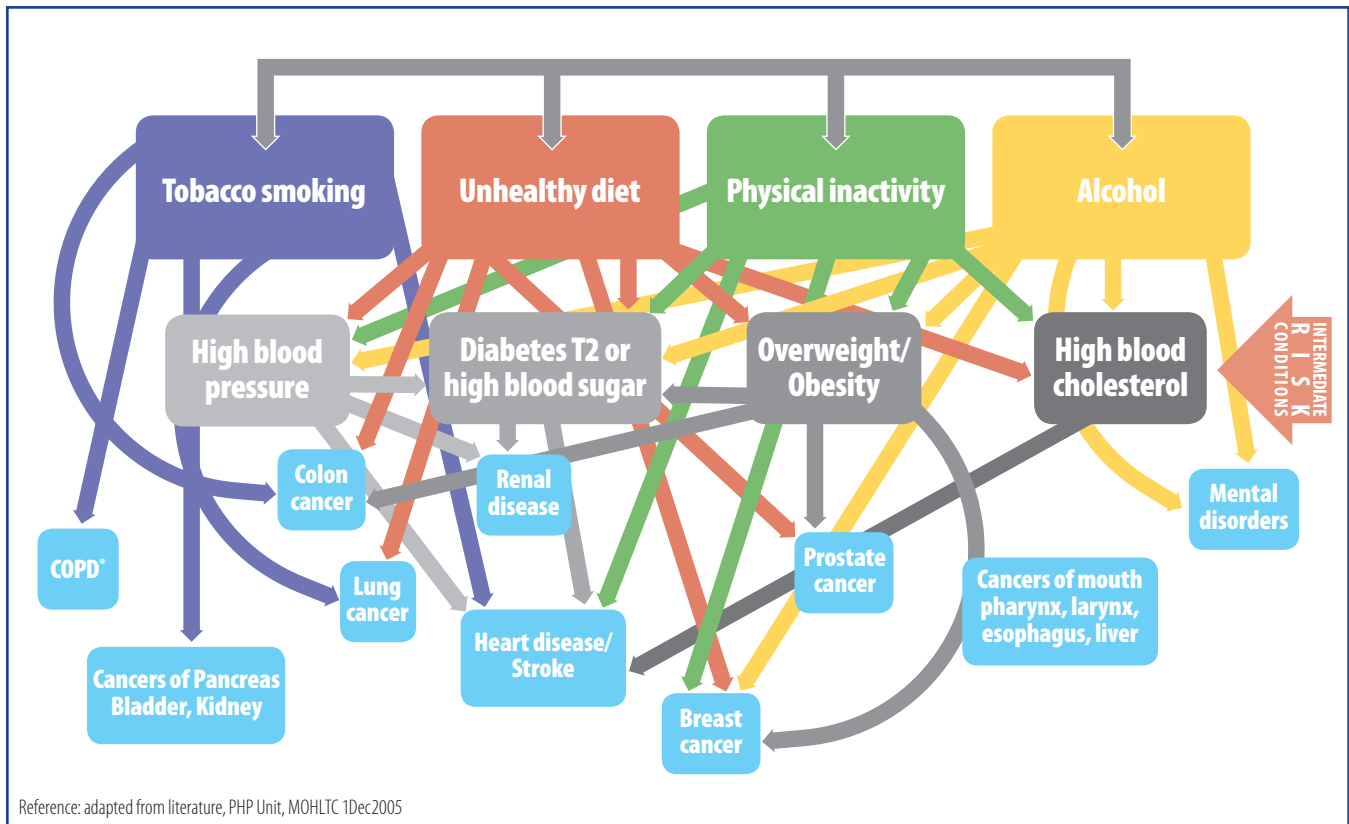 Tobacco smoking
Unhealthy diet
Physical inactivity
Alcohol
High blood
pressure
Diabetes T2 or
high blood sugar
Overweight/
Obesity
High blood
cholesterol
INTERMEDIATE
RISK
CONDITIONS
Colon
cancer
Renal
disease
Mental
disorders
COPD*
Lung
cancer
Prostate
cancer
Cancers of mouth
pharynx, larynx,
esophagus, liver
Heart disease/
Stroke
Cancers of Pancreas
Bladder, Kidney
Breast
cancer
Reference: adapted from literature, PHP Unit, MOHLTC 1Dec2005